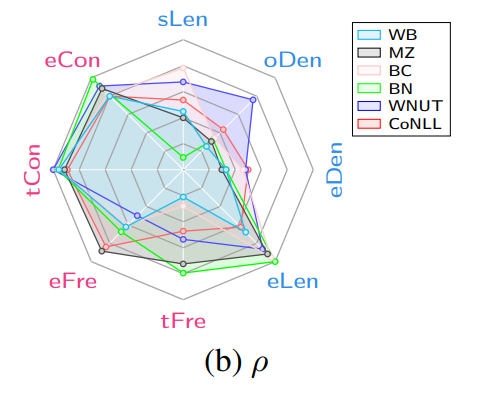 sLen
eCon
oDen
tCon
eDen
eFre
eLen
tFre
WB
MZ
BC
BN
WNUT
CoNLL
(b) ρ